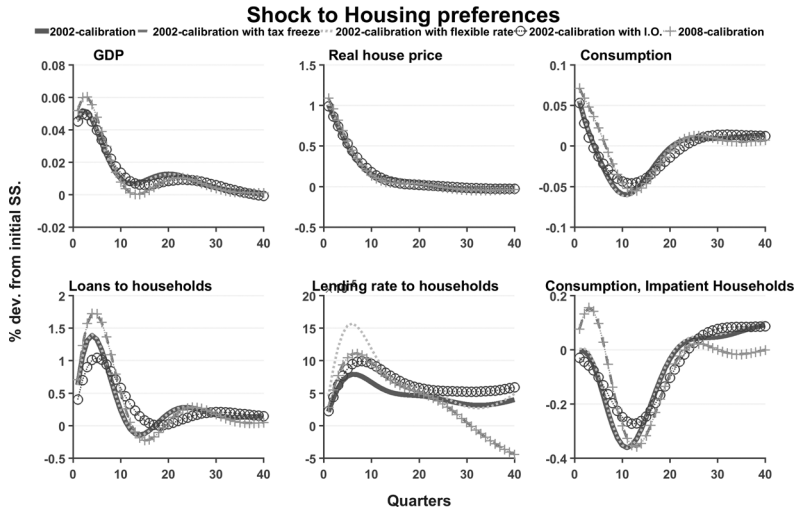 Shock to Housing preferences
2002-calibration 2002-calibration with tax freeze 2002-calibration with flexible rate 2002-calibration with I.O. 2008-calibration
GDP Real house price Consumption
0.08 1.5 0.1
0.06 1 0.05
0.04 0.5 0
0.02
0 0 -0.05
-0.02 -0.5 -0.1
0 10 20 30 40 0 10 20 30 40 0 10 20 30 40
% dev. from initial SS.
Loans to households Lending rate to households Consumption, Impatient Households
2 20 0.2
1.5 15
1 10 0
0.5 5 -0.2
0 0
-0.5 -5 -0.4
0 10 20 30 40 0 10 20 30 40 0 10 20 30 40
Quarters